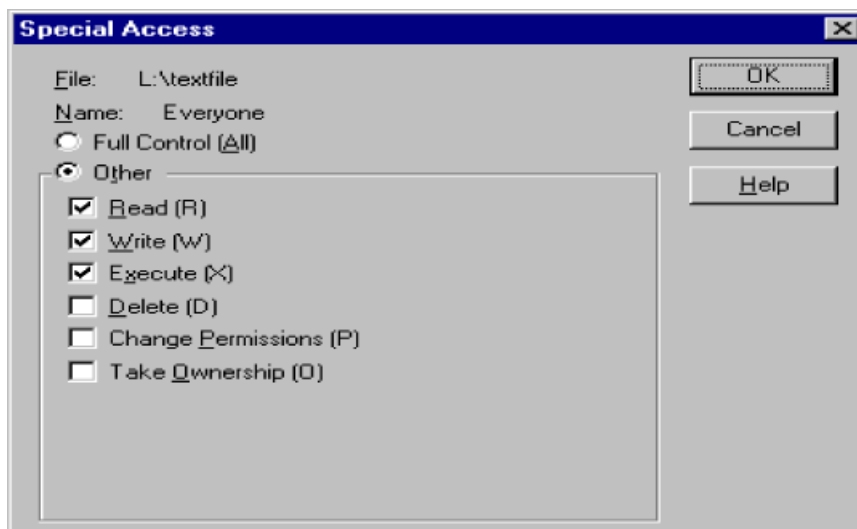 Special Access
File: L:\textfile
OK
Name: Everyone
Full Control (All)
Cancel
Other
Help
Read (R)
Write (W)
Execute (X)
Delete (D)
Change Permissions (P)
Take Ownership (O)